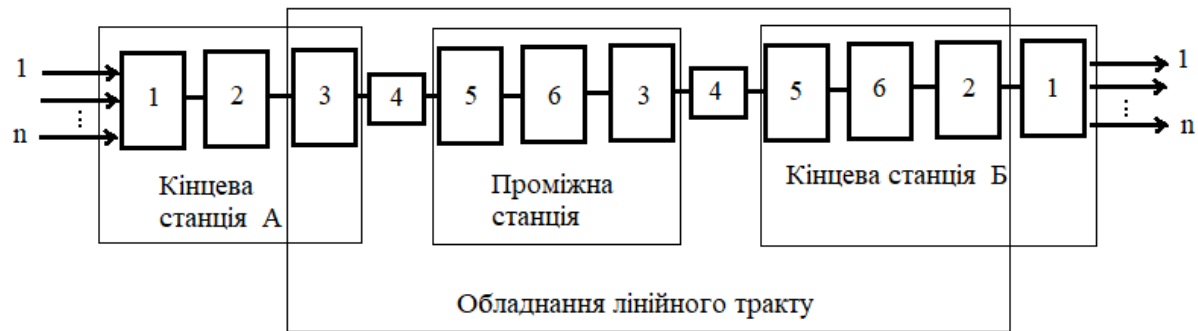 1
n
1 2 3 4 5 6 3 4 5 6 2 1
1
n
Кінцева
станція А
Проміжна
станція
Кінцева станція Б
Обладнання лінійного тракту